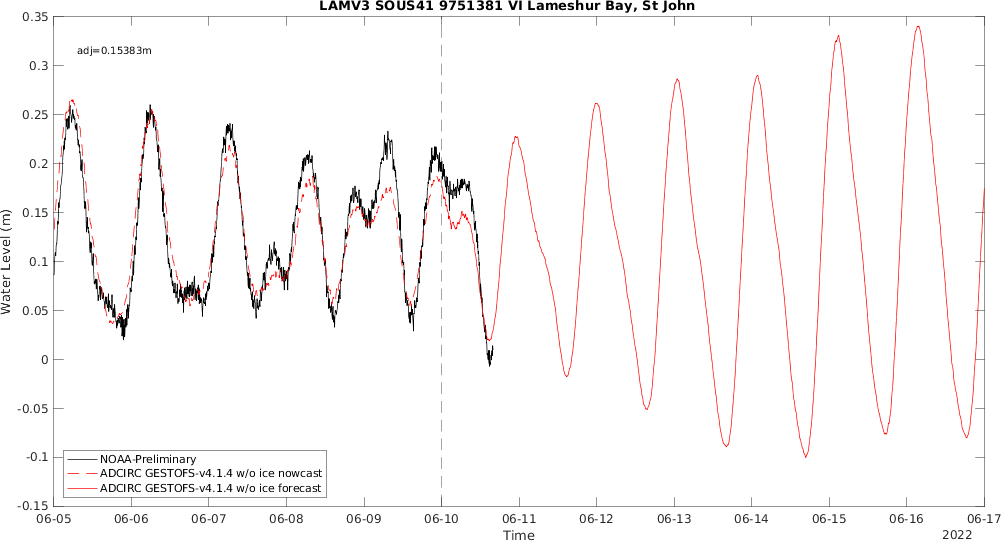 LAMV3 SOUS41 9751381 VI Lameshur Bay, St John
adj=0.15383m
0.35
0.3
0.25
0.2
0.15
0.1
0.05
0
-0.05
-0.1
-0.15
Water Level (m)
NOAA-Preliminary
ADCIRC GESTOFS-v4.1.4 w/o ice nowcast
ADCIRC GESTOFS-v4.1.4 w/o ice forecast
06-05 06-06 06-07 06-08 06-09 06-10 06-11 06-12 06-13 06-14 06-15 06-16 06-17
Time
2022